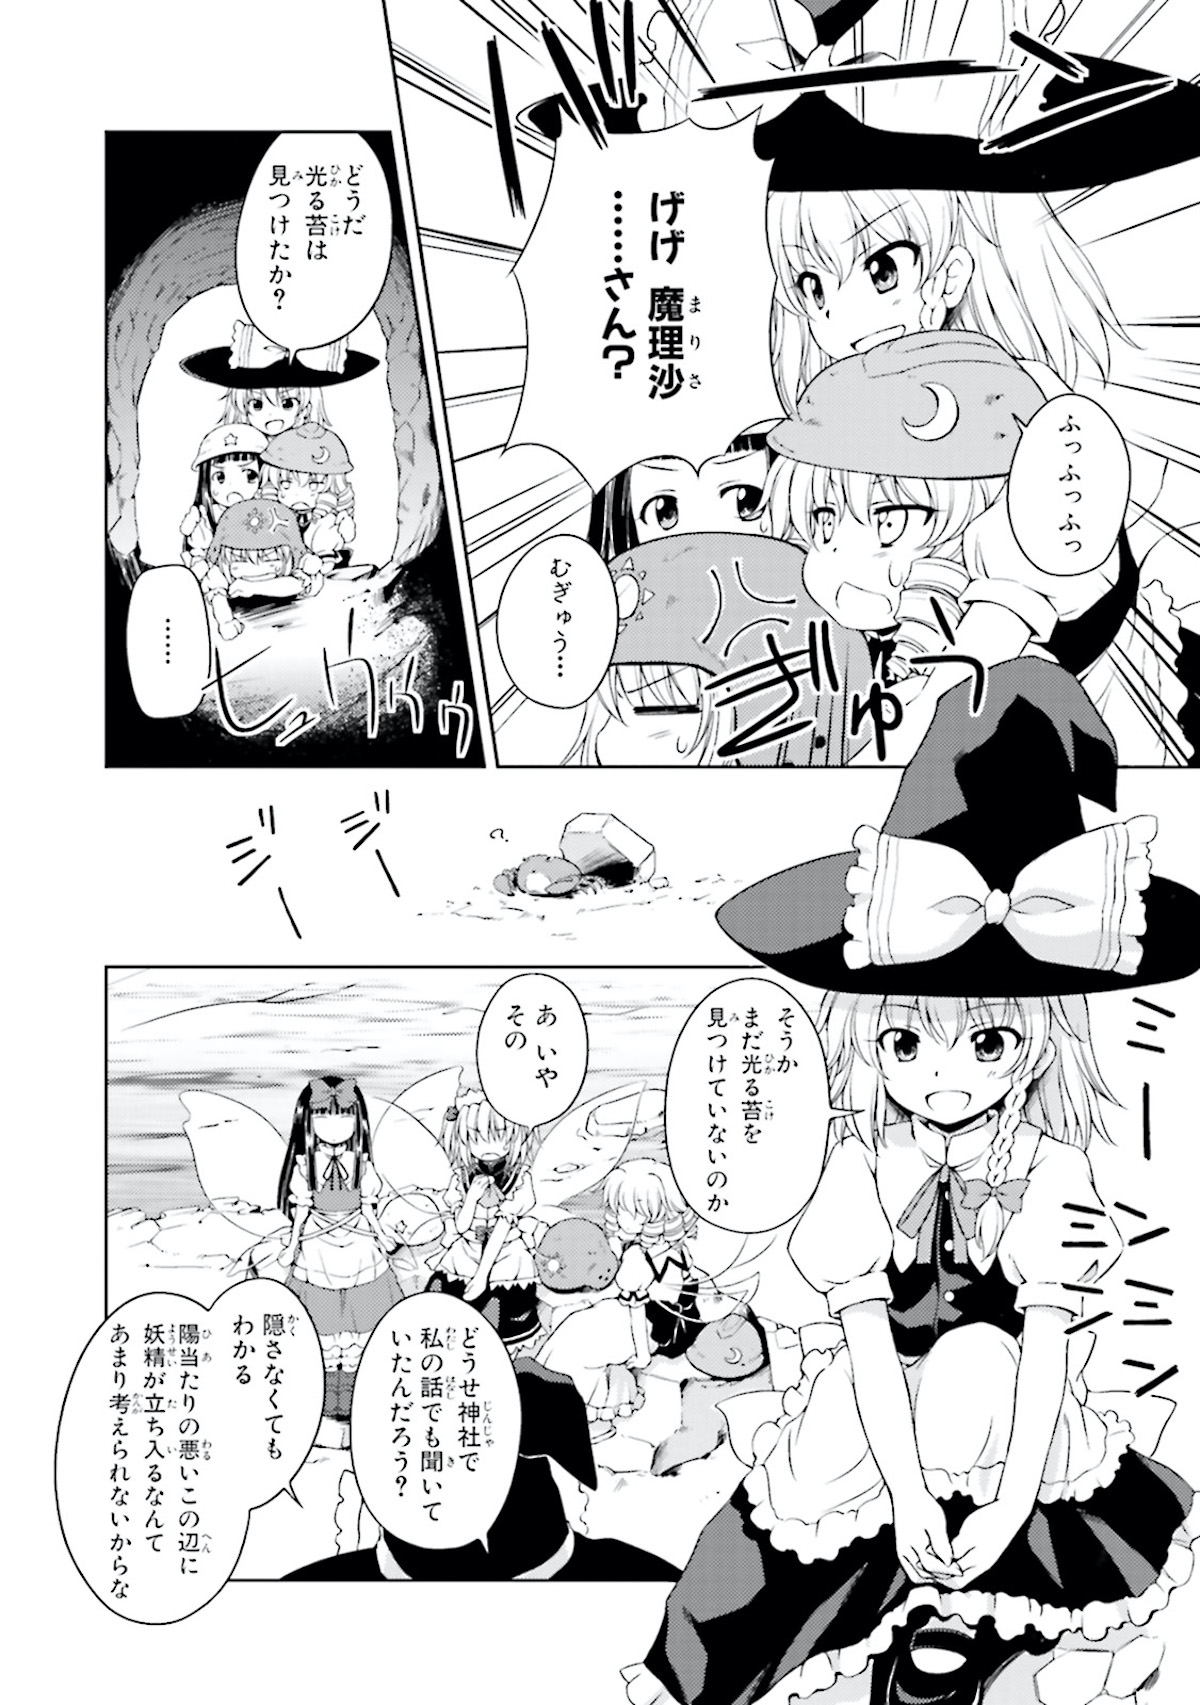 げげ 魔理沙
……さん?
ふっふっふっ
むぎゅう…
ぎゅっ
どうだ
光る苔は
見つけたか?
……
ヒュゥゥゥ
ジー
ジー
そうか
まだ光る苔を
見つけていないのか
ミーン
ミンミン
あ いや
その
どうせ神社で
私の話でも聞いて
いたんだろう?
隠さなくても
わかる
陽当たりの悪いこの辺に
妖精が立ち入るなんて
あまり考えられないからな